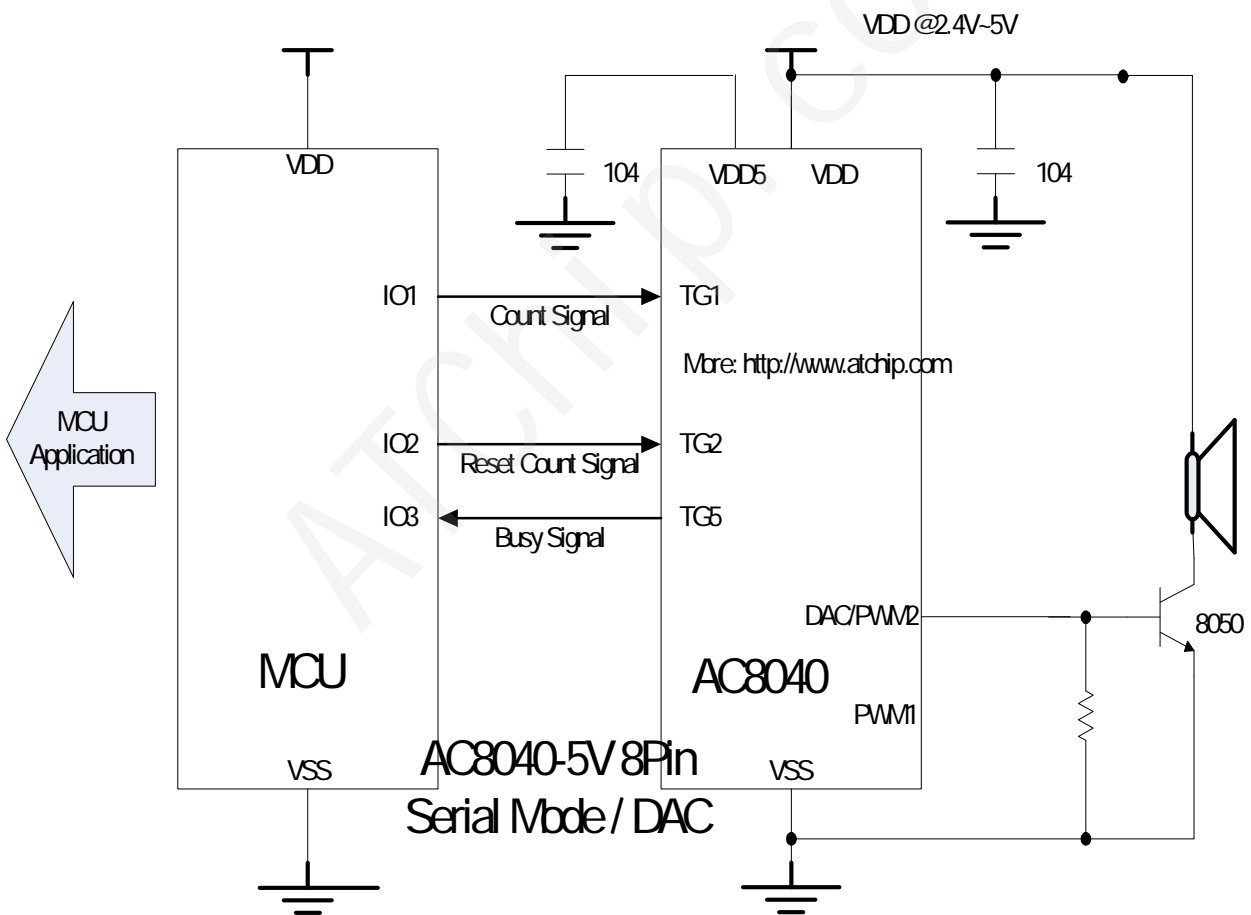 VDD @2.4V~5V
VDD
104
VDD5
VDD
104
IO1
Count Signal
TG1
More: http://www.atchip.com
MCU
Application
IO2
Reset Count Signal
TG2
IO3
Busy Signal
TG5
DAC/PWM2
8050
MCU
AC8040
PWM1
VSS
AC8040-5V 8Pin
Serial Mode / DAC
VSS
ATchip.co